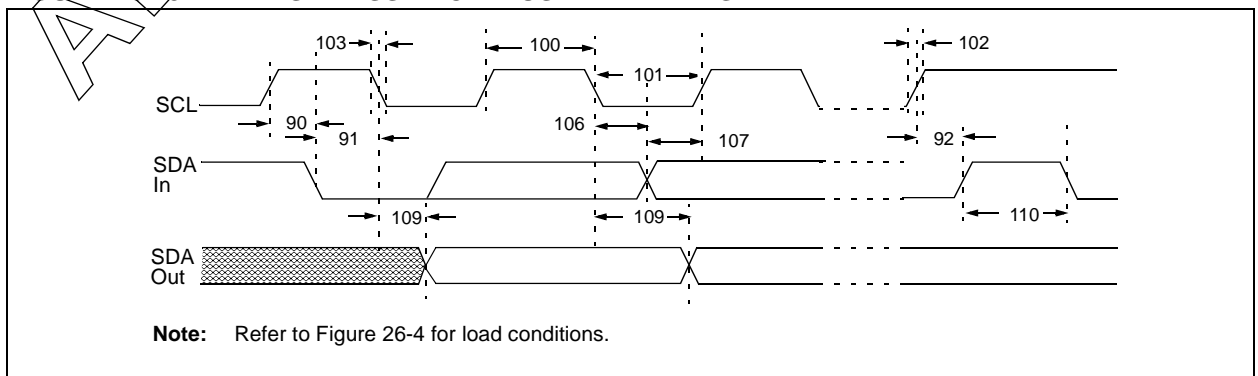 103
100
101
102
SCL
90
91
106
107
92
SDA
In
109
109
110
SDA
Out
Note: Refer to Figure 26-4 for load conditions.